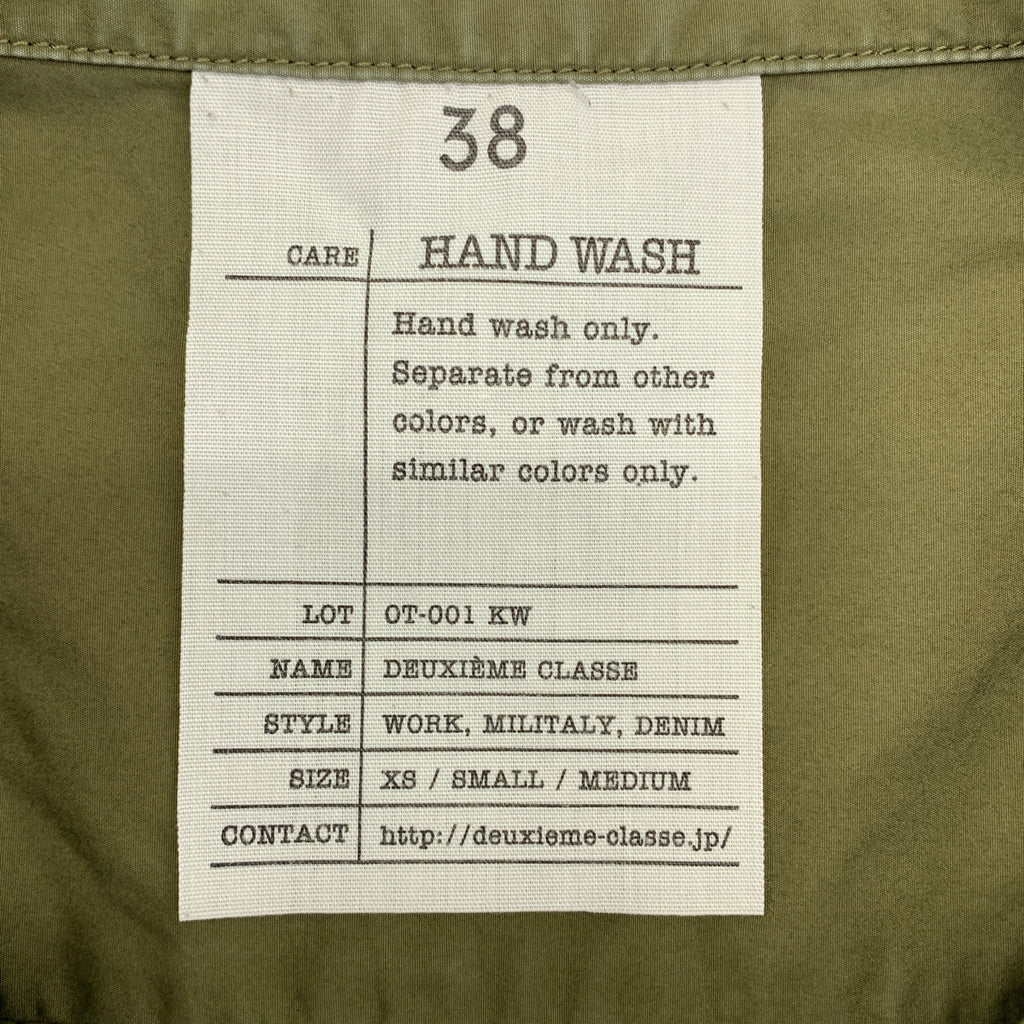 38
CARE HAND WASH
Hand wash only.
Separate from other
colors, or wash with
similar colors only.
LOT OT-001 KW
NAME DEUXIÈME CLASSE
STYLE WORK, MILITALY, DENIM
SIZE XS / SMALL / MEDIUM
CONTACT http://deuxieme-classe.jp/